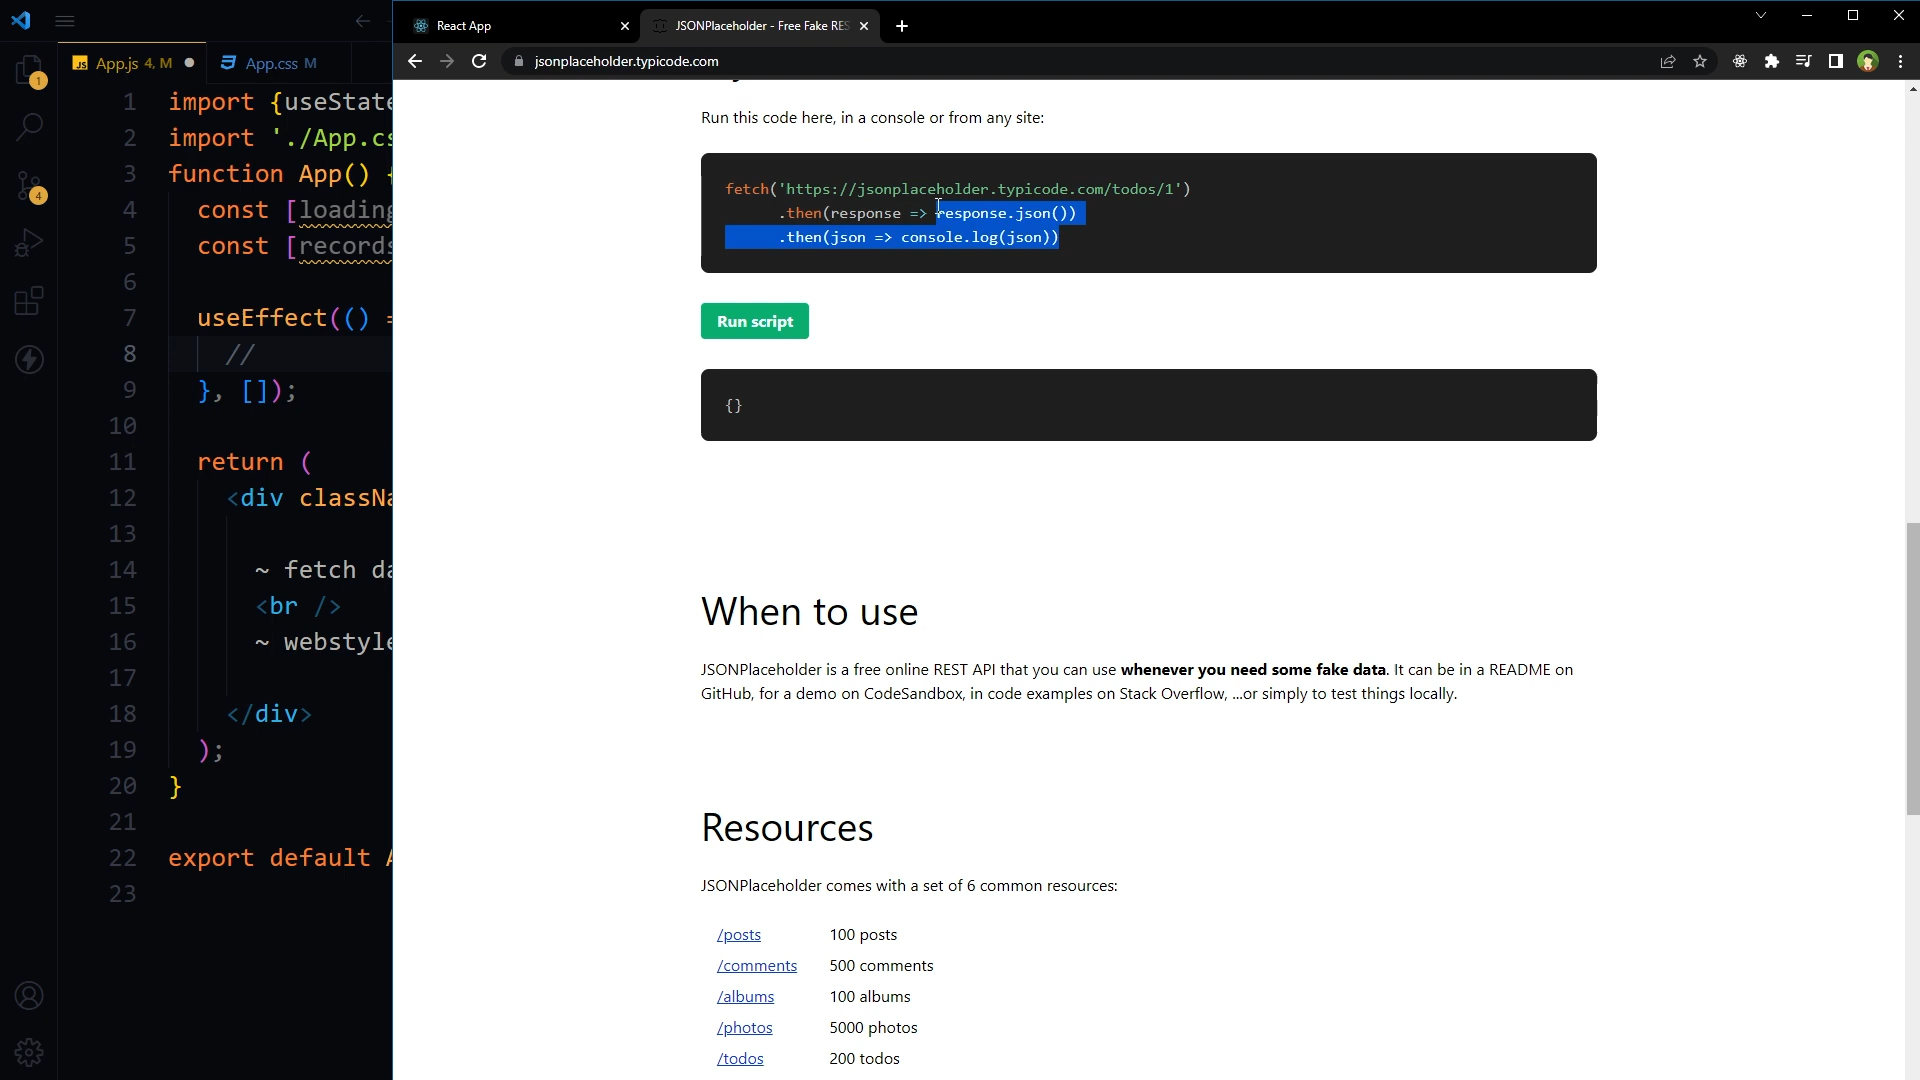 React App
JSONPlaceholder - Free Fake RES
jsonplaceholder.typicode.com
App.js 4, M
App.css M
1
4
1 import {useState
2 import './App.cs
3 function App() {
4 const [loading
5 const [records
6
7 useEffect(() =
8 //
9 }, []);
10
11 return (
12 <div classNa
13
14 ~ fetch da
15 <br />
16 ~ webstyle
17
18 </div>
19 );
20 }
21
22 export default A
23
Run this code here, in a console or from any site:
fetch('https://jsonplaceholder.typicode.com/todos/1')
.then(response => response.json())
.then(json => console.log(json))
Run script
{}
When to use
JSONPlaceholder is a free online REST API that you can use whenever you need some fake data. It can be in a README on
GitHub, for a demo on CodeSandbox, in code examples on Stack Overflow, ...or simply to test things locally.
Resources
JSONPlaceholder comes with a set of 6 common resources:
/posts 100 posts
/comments 500 comments
/albums 100 albums
/photos 5000 photos
/todos 200 todos